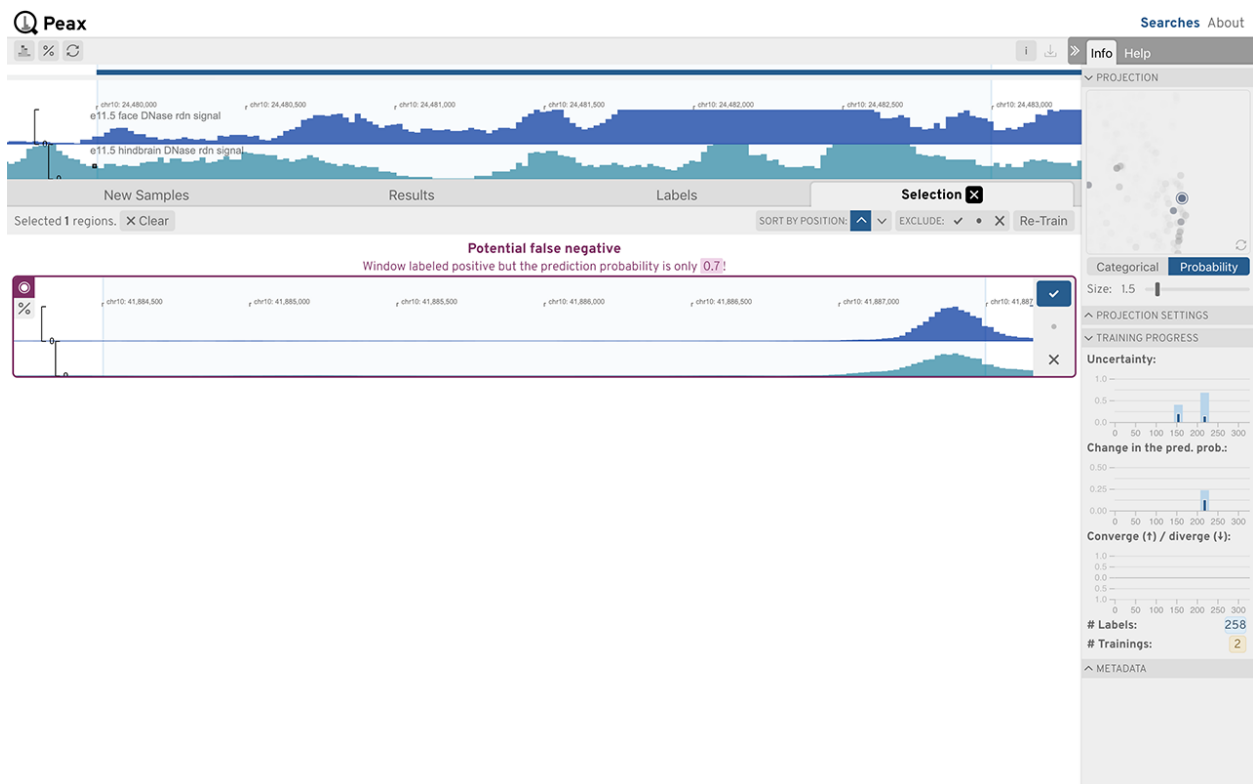 Peax
Searches About
i
Info Help
PROJECTION
chr10: 24,480,000 chr10: 24,480,500 chr10: 24,481,000 chr10: 24,481,500 chr10: 24,482,000 chr10: 24,482,500 chr10: 24,483,000
e11.5 face DNase rdn signal
0
e11.5 hindbrain DNase rdn signal
0
New Samples Results Labels Selection
Selected 1 regions. Clear SORT BY POSITION: EXCLUDE: Re-Train
Potential false negative
Window labeled positive but the prediction probability is only 0.7!
chr10: 41,884,500 chr10: 41,885,000 chr10: 41,885,500 chr10: 41,886,000 chr10: 41,886,500 chr10: 41,887,000 chr10: 41,887
%
0
0
Categorical Probability
Size: 1.5
PROJECTION SETTINGS
TRAINING PROGRESS
Uncertainty:
1.0
0.5
0.0
0 50 100 150 200 250 300
Change in the pred. prob.:
0.50
0.25
0.00
0 50 100 150 200 250 300
Converge (↑) / diverge (↓):
1.0
0.5
0.0
0.5
1.0
0 50 100 150 200 250 300
# Labels: 258
# Trainings: 2
METADATA